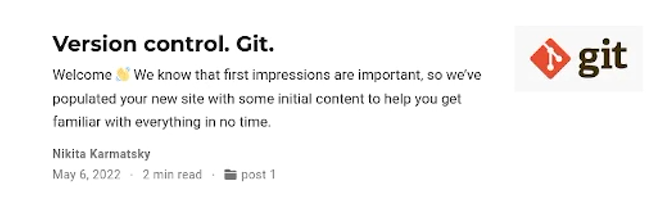 Version control. Git.
Welcome 👋 We know that first impressions are important, so we've
populated your new site with some initial content to help you get
familiar with everything in no time.
Nikita Karmatsky
May 6, 2022 · 2 min read · post 1
git